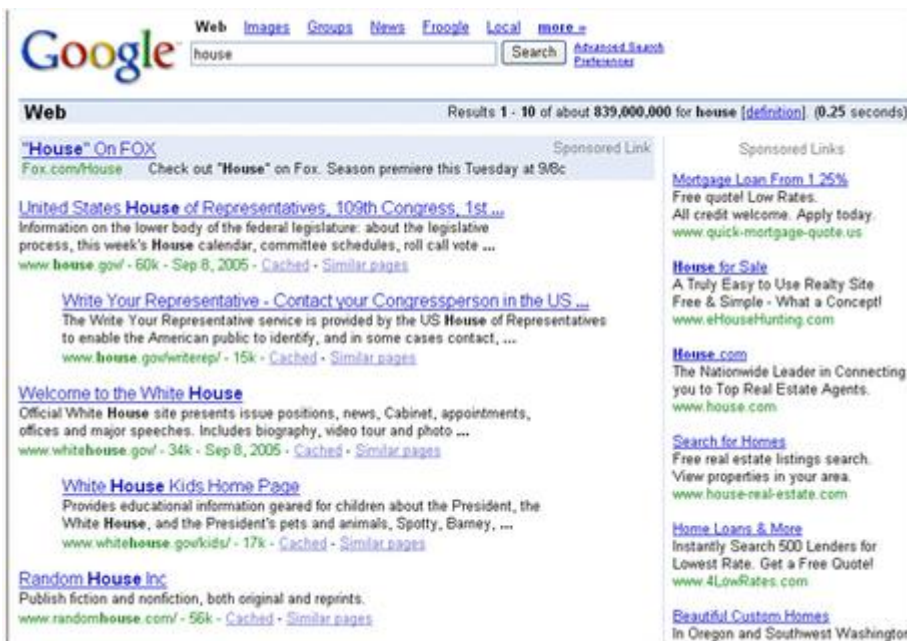 Google
Web Images Groups News Froogle Local more »
house Search Advanced Search
Preferences
Web Results 1 - 10 of about 839,000,000 for house [definition]. (0.25 seconds)
"House" On FOX Sponsored Link
Fox.com/House Check out "House" on Fox. Season premiere this Tuesday at 9/8c
United States House of Representatives, 109th Congress, 1st ...
Information on the lower body of the federal legislature: about the legislative
process, this week's House calendar, committee schedules, roll call vote ...
www.house.gov/ - 60k - Sep 8, 2005 - Cached - Similar pages
Write Your Representative - Contact your Congressperson in the US ...
The Write Your Representative service is provided by the US House of Representatives
to enable the American public to identify, and in some cases contact, ...
www.house.gov/writerep/ - 15k - Cached - Similar pages
Welcome to the White House
Official White House site presents issue positions, news, Cabinet, appointments,
offices and major speeches. Includes biography, video tour and photo ...
www.whitehouse.gov/ - 34k - Sep 8, 2005 - Cached - Similar pages
White House Kids Home Page
Provides educational information geared for children about the President, the
White House, and the President's pets and animals, Spotty, Barney, ...
www.whitehouse.gov/kids/ - 17k - Cached - Similar pages
Random House Inc
Publish fiction and nonfiction, both original and reprints.
www.randomhouse.com/ - 56k - Cached - Similar pages
Sponsored Links
Mortgage Loan From 1.25%
Free quote! Low Rates.
All credit welcome. Apply today.
www.quick-mortgage-quote.us
House for Sale
A Truly Easy to Use Realty Site
Free & Simple - What a Concept!
www.eHouseHunting.com
House.com
The Nationwide Leader in Connecting
you to Top Real Estate Agents.
www.house.com
Search for Homes
Free real estate listings search.
View properties in your area.
www.house-real-estate.com
Home Loans & More
Instantly Search 500 Lenders for
Lowest Rate. Get a Free Quote!
www.4LowRates.com
Beautiful Custom Homes
In Oregon and Southwest Washington